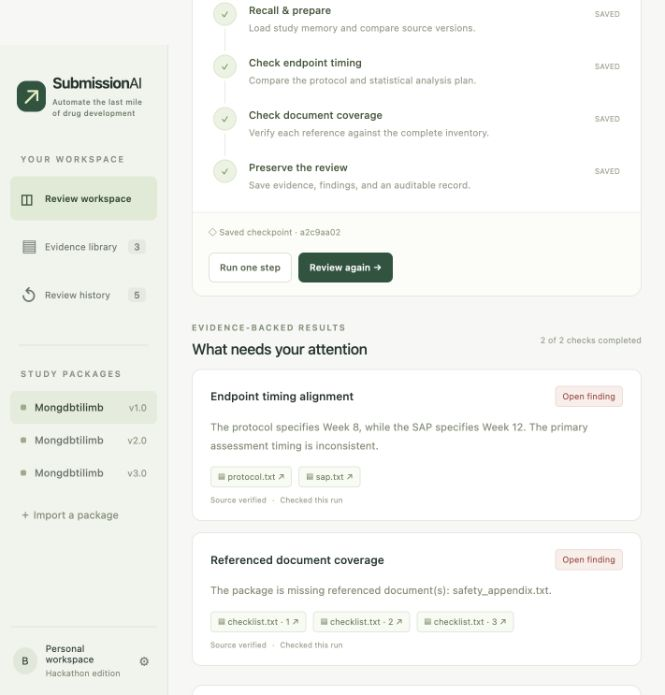 SubmissionAI
Automate the last mile
of drug development
YOUR WORKSPACE
Review workspace
Evidence library 3
Review history 5
STUDY PACKAGES
Mongdbtilimb v1.0
Mongdbtilimb v2.0
Mongdbtilimb v3.0
+ Import a package
B
Personal
workspace
Hackathon edition
Recall & prepare SAVED
Load study memory and compare source versions.
Check endpoint timing SAVED
Compare the protocol and statistical analysis plan.
Check document coverage SAVED
Verify each reference against the complete inventory.
Preserve the review SAVED
Save evidence, findings, and an auditable record.
Saved checkpoint · a2c9aa02
Run one step Review again →
EVIDENCE-BACKED RESULTS
What needs your attention 2 of 2 checks completed
Endpoint timing alignment Open finding
The protocol specifies Week 8, while the SAP specifies Week 12. The primary
assessment timing is inconsistent.
protocol.txt ↗ sap.txt ↗
Source verified · Checked this run
Referenced document coverage Open finding
The package is missing referenced document(s): safety_appendix.txt.
checklist.txt · 1 ↗ checklist.txt · 2 ↗ checklist.txt · 3 ↗
Source verified · Checked this run